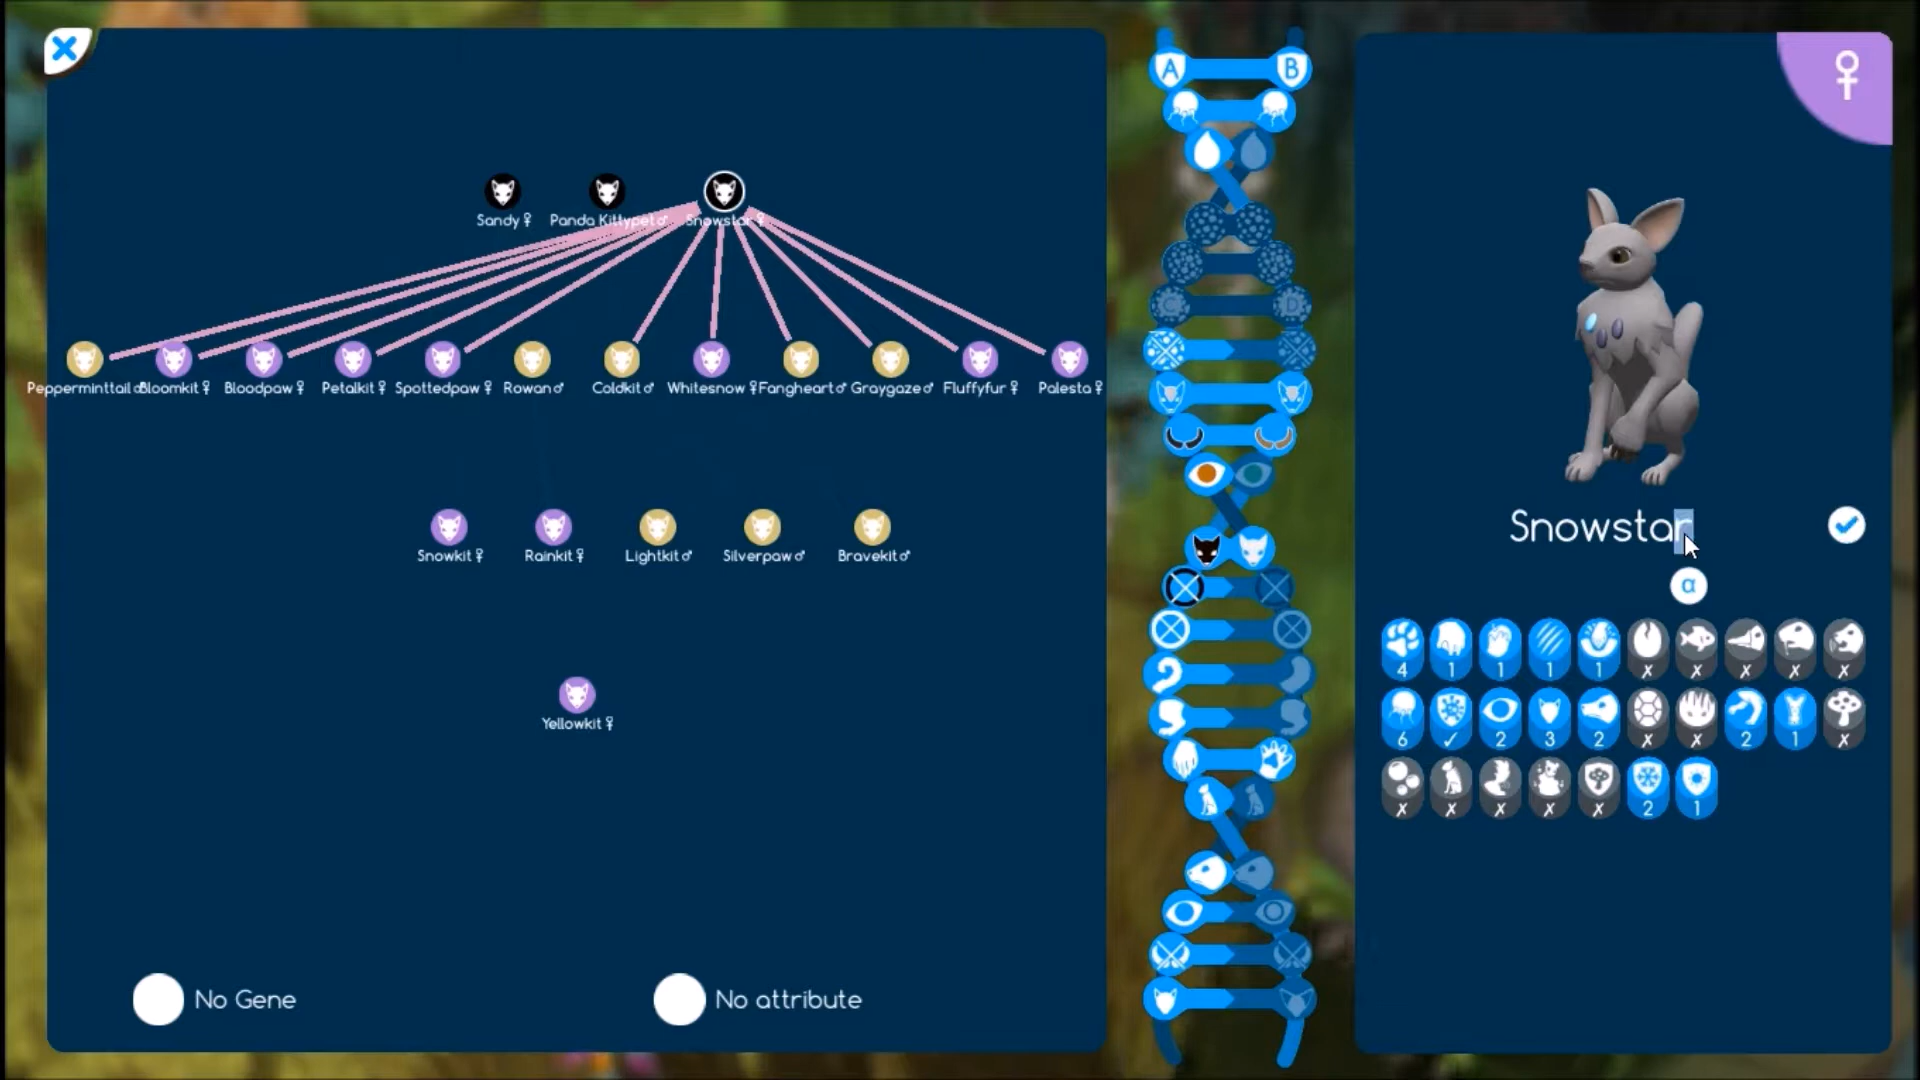 A B
Sandy ♀ Panda Kittypet♂ Snowstar ♀
C D
Pepperminttail♂ Bloomkit ♀ Bloodpaw ♀ Petalkit ♀ Spottedpaw ♀ Rowan♂ Coldkit♂ Whitesnow ♀ Fangheart♂ Graygaze♂ Fluffyfur ♀ Palesta ♀
Snowstar
Snowkit ♀ Rainkit ♀ Lightkit♂ Silverpaw♂ Bravekit♂
α
4 1 1 1 1 x x x x x
Yellowkit ♀
6 ✓ 2 3 2 x x 2 1 x
x x x x x 2 1
No Gene No attribute